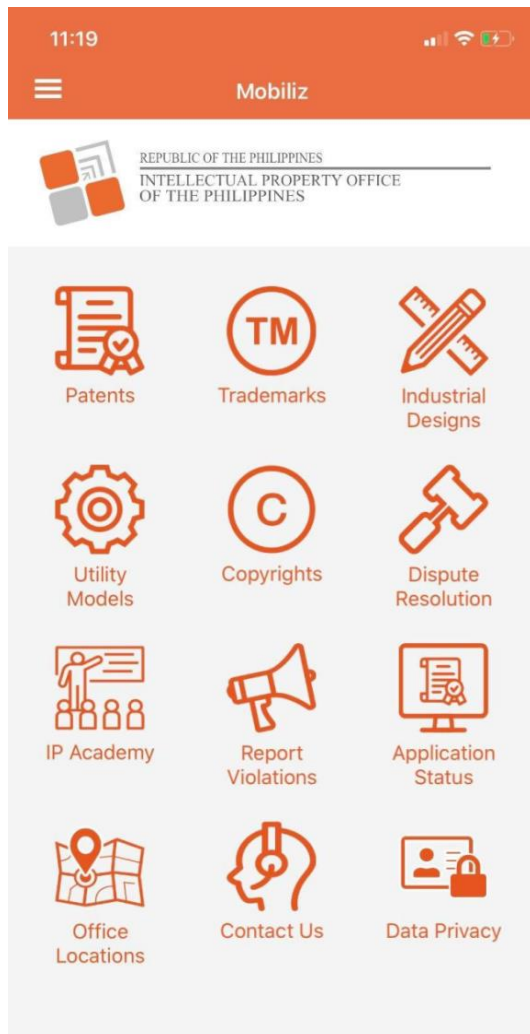 11:19
Mobiliz
REPUBLIC OF THE PHILIPPINES
INTELLECTUAL PROPERTY OFFICE
OF THE PHILIPPINES
TM
Patents
Trademarks
Industrial
Designs
C
Utility
Models
Copyrights
Dispute
Resolution
IP Academy
Report
Violations
Application
Status
Office
Locations
Contact Us
Data Privacy